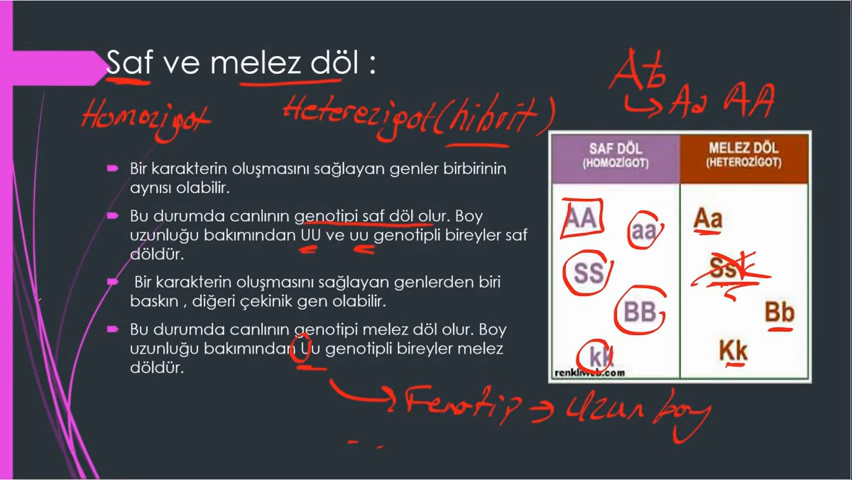 Saf ve melez döl :
Ab
Aa AA
Homozigot Heterezigot (hibrit)
Bir karakterin oluşmasını sağlayan genler birbirinin
aynısı olabilir.
Bu durumda canlının genotipi saf döl olur. Boy
uzunluğu bakımından UU ve uu genotipli bireyler saf
döldür.
Bir karakterin oluşmasını sağlayan genlerden biri
baskın , diğeri çekinik gen olabilir.
Bu durumda canlının genotipi melez döl olur. Boy
uzunluğu bakımından Uu genotipli bireyler melez
döldür.
SAF DÖL
(HOMOZİGOT)
AA
aa
SS
BB
kk
renkliweb.com
MELEZ DÖL
(HETEROZİGOT)
Aa
Ss
Bb
Kk
Fenotip → Uzun boy